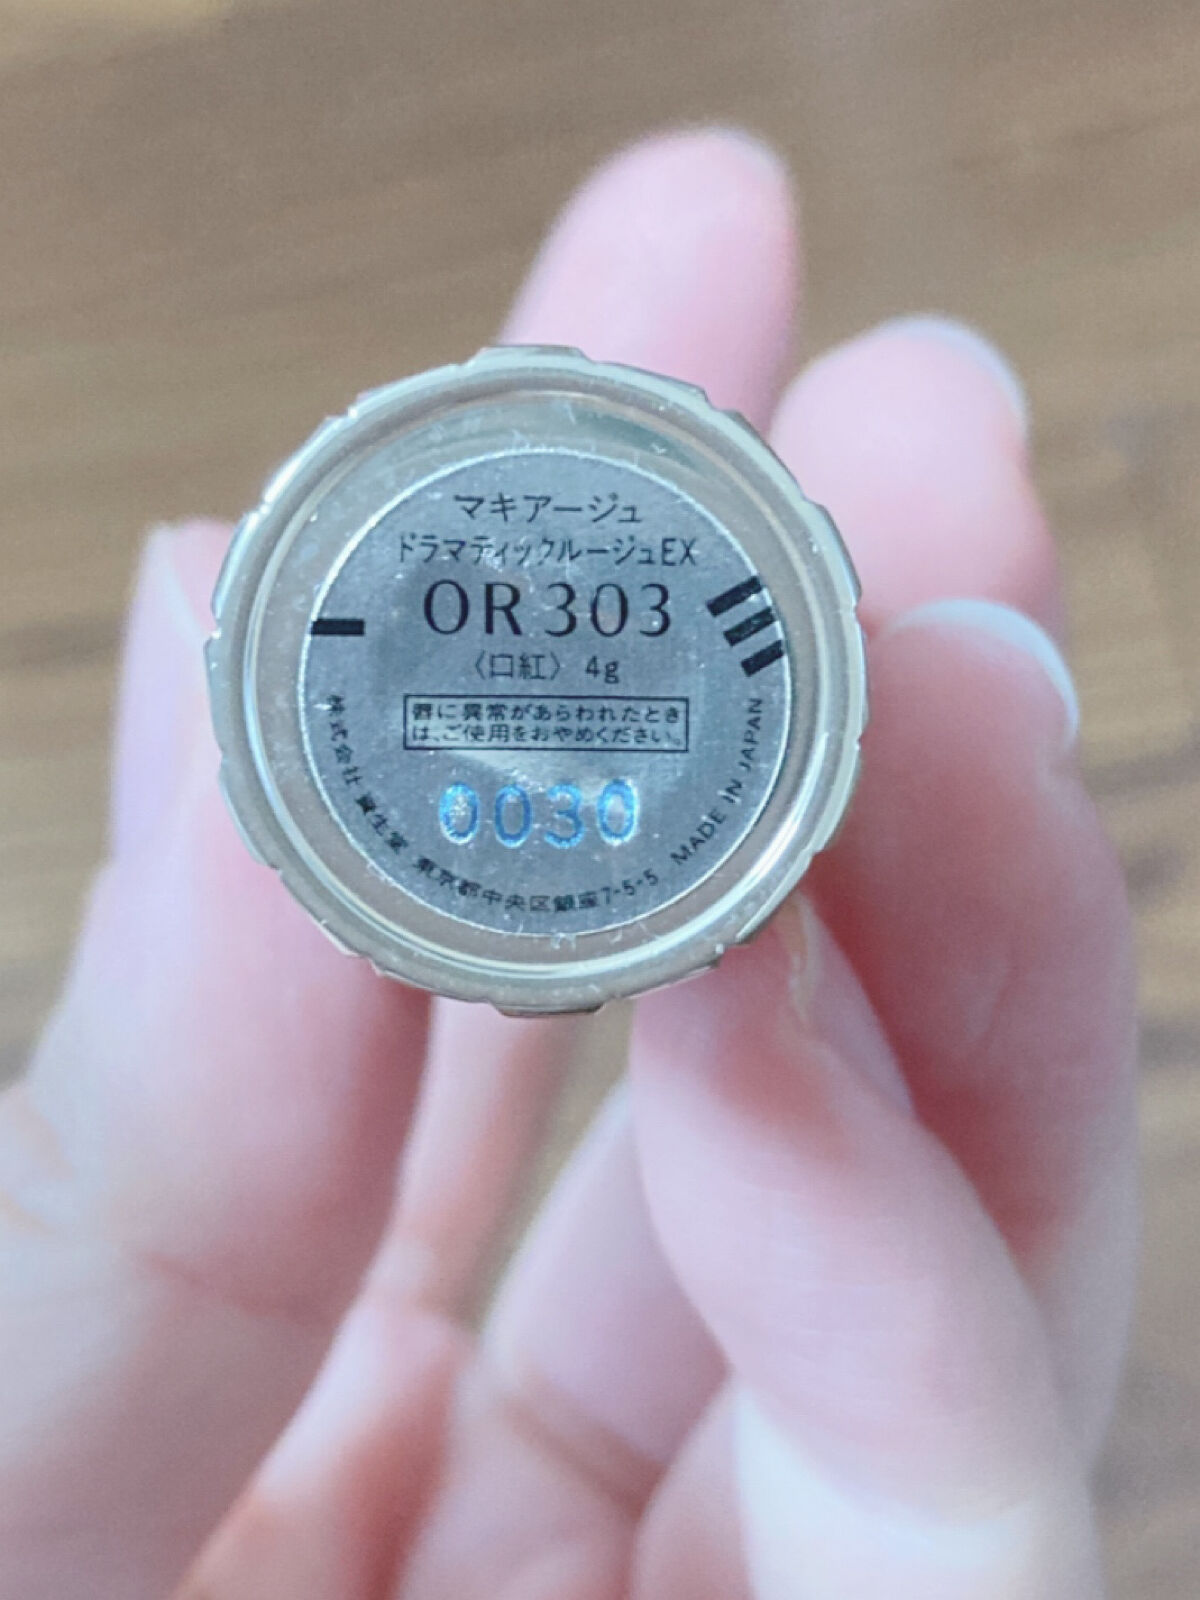 マキアージュ
ドラマティックルージュEX
OR303
〈口紅〉 4g
唇に異常があらわれたとき
は、ご使用をおやめください。
0030
株式会社 資生堂 東京都中央区銀座7-5-5 MADE IN JAPAN